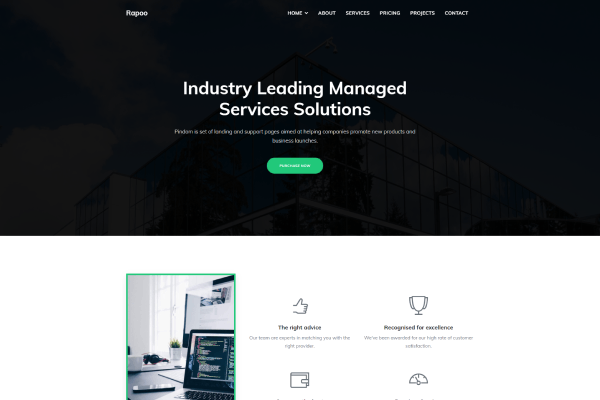 Rapoo
HOME ABOUT SERVICES PRICING PROJECTS CONTACT
Industry Leading Managed
Services Solutions
Pindom is set of landing and support pages aimed at helping companies promote new products and
business launches.
PURCHASE NOW
The right advice
Recognised for excellence
Our team are experts in matching you with the
right provider.
We've been awarded for our high rate of customer
satisfaction.